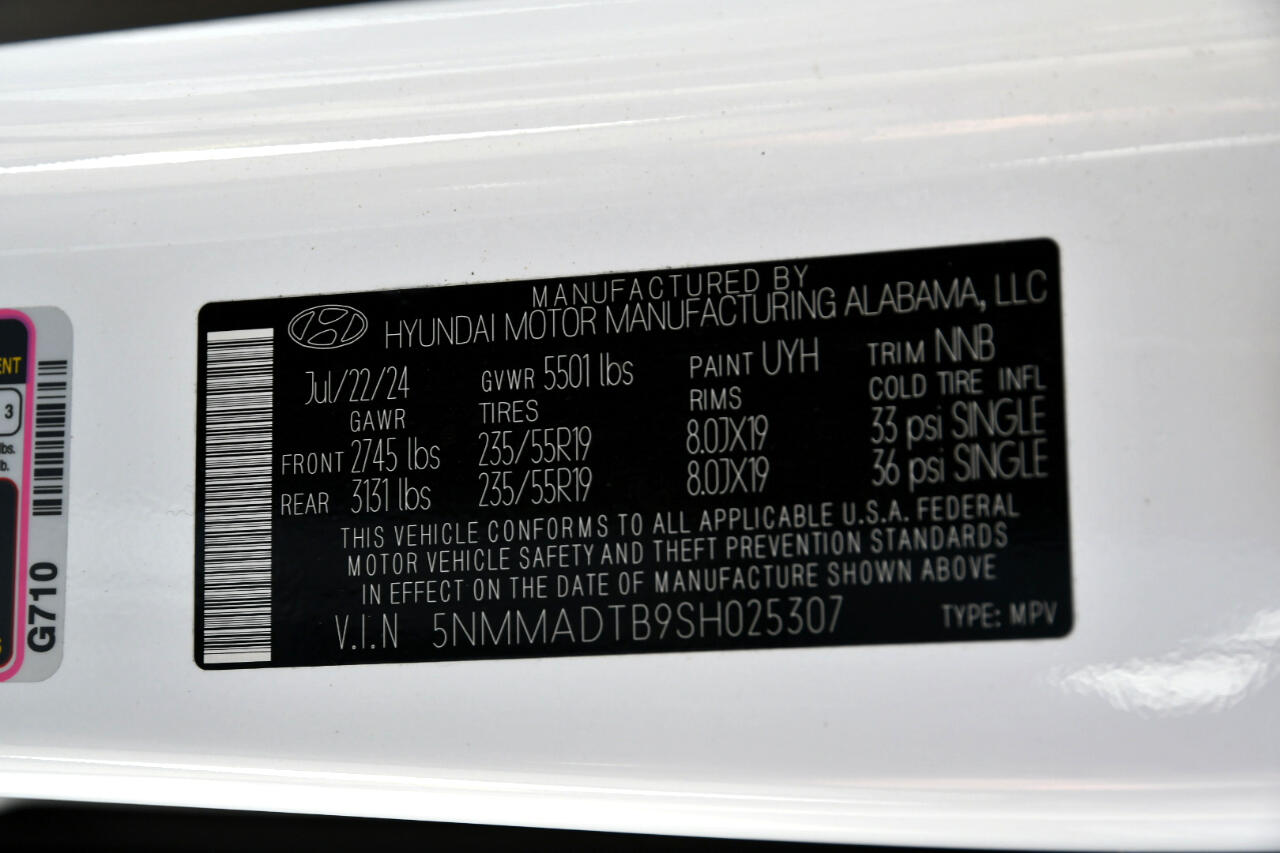 MANUFACTURED BY
HYUNDAI MOTOR MANUFACTURING ALABAMA, LLC
Jul/22/24 GVWR 5501 lbs PAINT UYH TRIM NNB
GAWR TIRES RIMS COLD TIRE INFL
FRONT 2745 lbs 235/55R19 8.0JX19 33 psi SINGLE
REAR 3131 lbs 235/55R19 8.0JX19 36 psi SINGLE
THIS VEHICLE CONFORMS TO ALL APPLICABLE U.S.A. FEDERAL
MOTOR VEHICLE SAFETY AND THEFT PREVENTION STANDARDS
IN EFFECT ON THE DATE OF MANUFACTURE SHOWN ABOVE
V.I.N 5NMMADTB9SH025307 TYPE: MPV
3
lbs.
lb.
G710